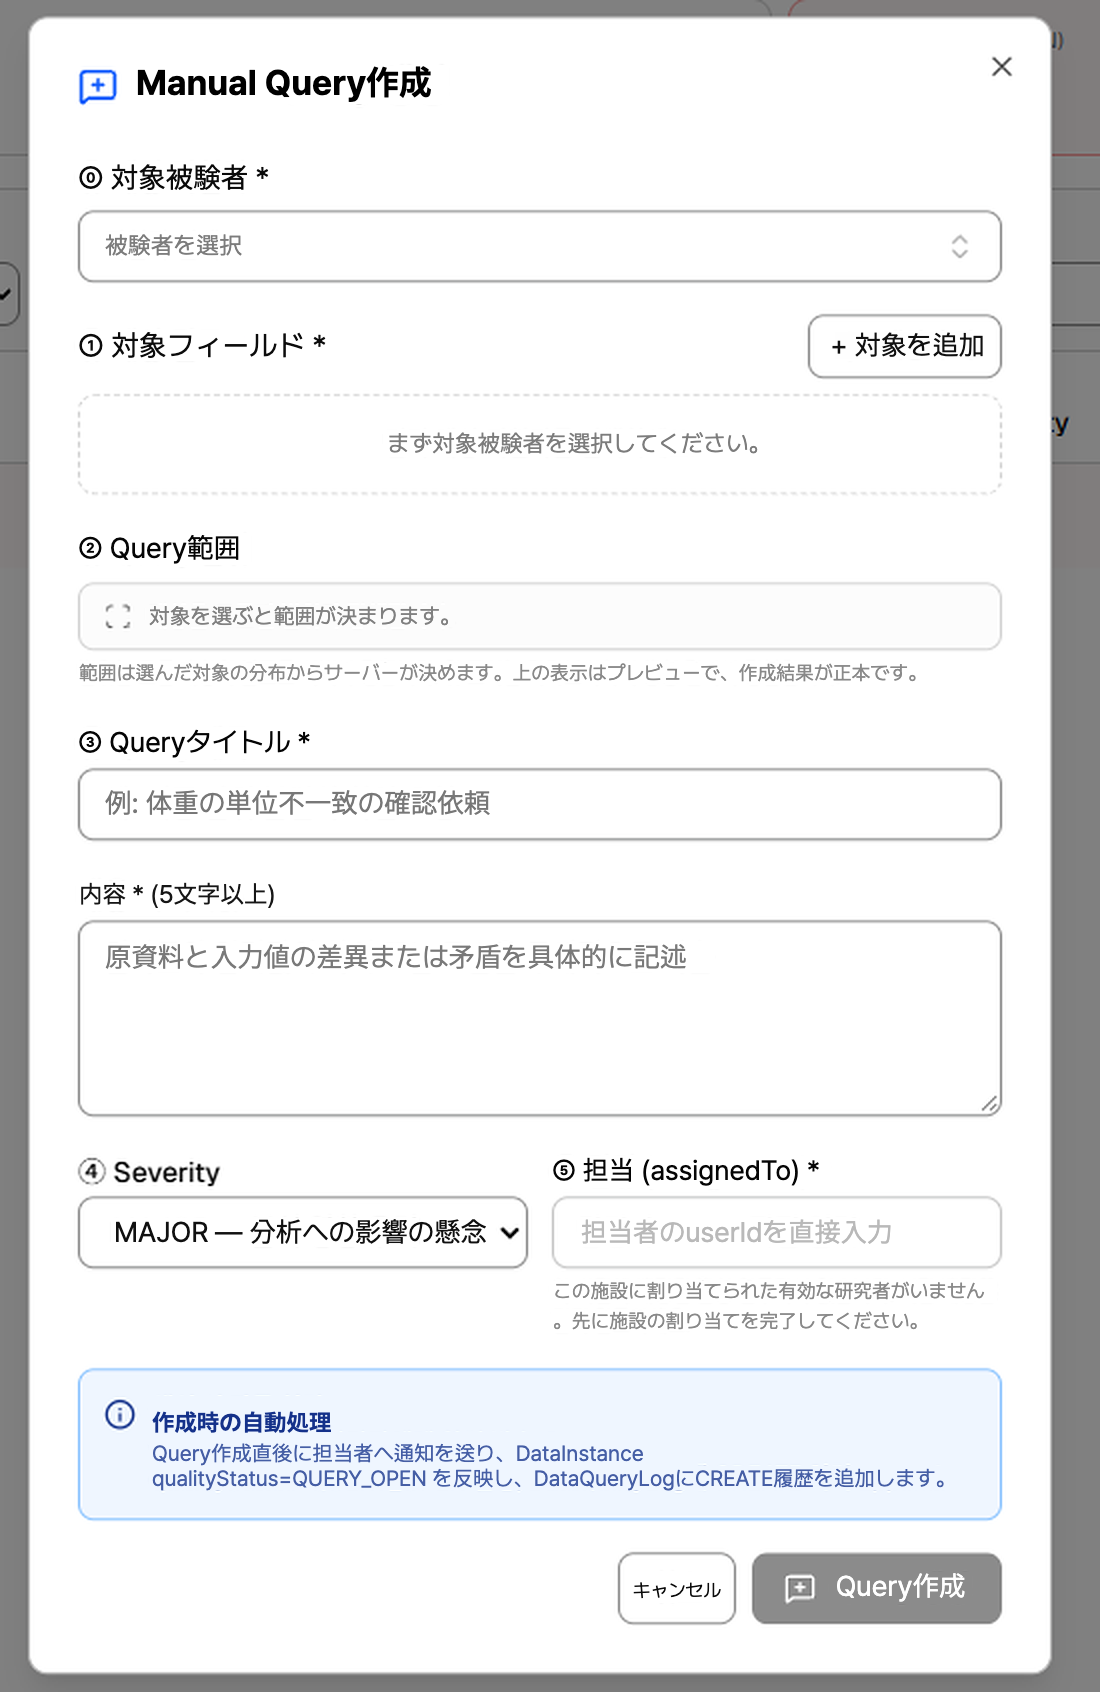 Manual Query作成
⓪ 対象被験者 *
被験者を選択
① 対象フィールド *
+ 対象を追加
まず対象被験者を選択してください。
② Query範囲
対象を選ぶと範囲が決まります。
範囲は選んだ対象の分布からサーバーが決めます。上の表示はプレビューで、作成結果が正本です。
③ Queryタイトル *
例: 体重の単位不一致の確認依頼
内容 * (5文字以上)
原資料と入力値の差異または矛盾を具体的に記述
④ Severity
MAJOR — 分析への影響の懸念
⑤ 担当 (assignedTo) *
担当者のuserIdを直接入力
この施設に割り当てられた有効な研究者がいません
。先に施設の割り当てを完了してください。
作成時の自動処理
Query作成直後に担当者へ通知を送り、DataInstance
qualityStatus=QUERY_OPEN を反映し、DataQueryLogにCREATE履歴を追加します。
キャンセル
Query作成